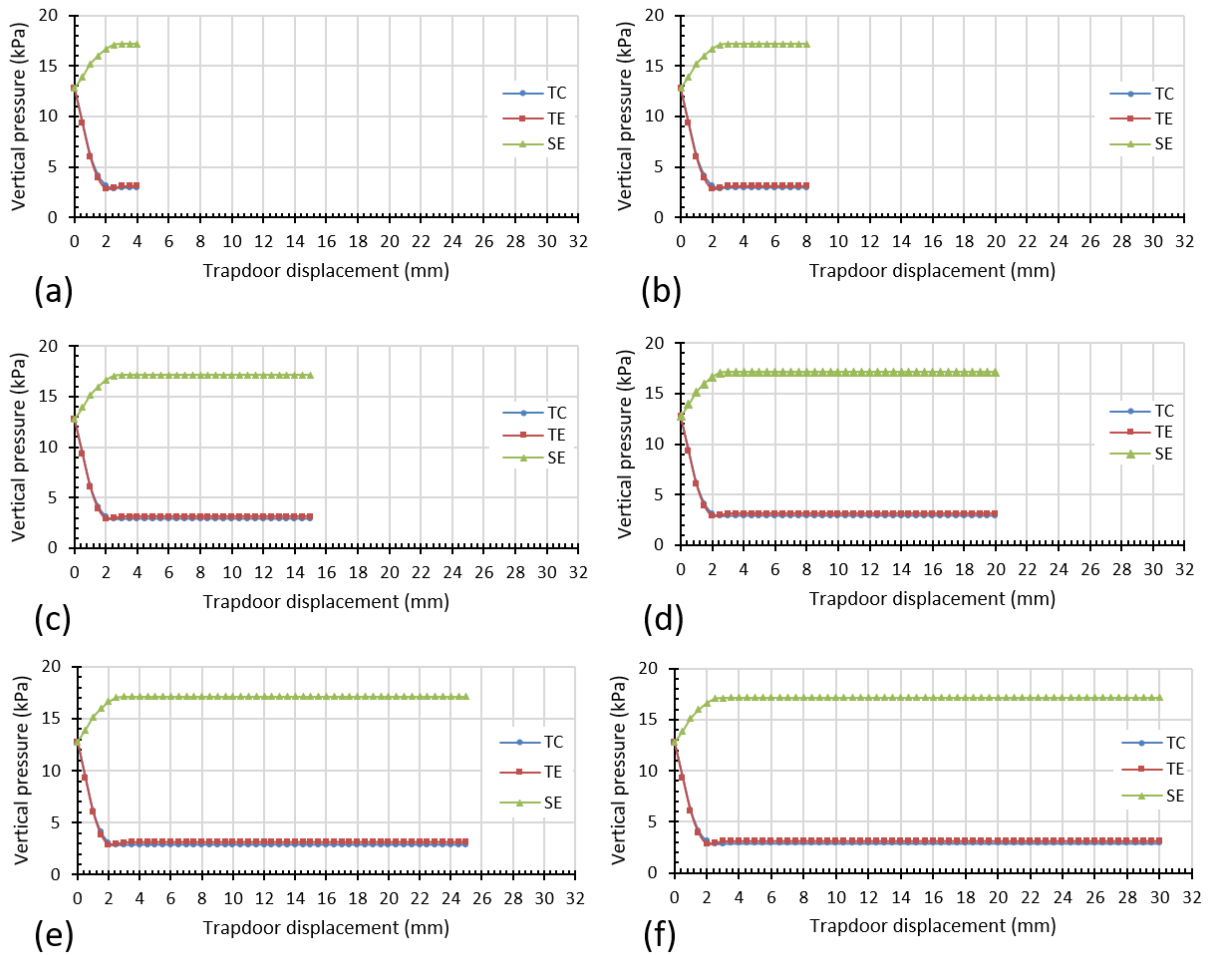 Vertical pressure (kPa)
20
15
10
5
0
TC
TE
SE
0 2 4 6 8 10 12 14 16 18 20 22 24 26 28 30 32
Trapdoor displacement (mm)
(a)
Vertical pressure (kPa)
20
15
10
5
0
TC
TE
SE
0 2 4 6 8 10 12 14 16 18 20 22 24 26 28 30 32
Trapdoor displacement (mm)
(b)
Vertical pressure (kPa)
20
15
10
5
0
TC
TE
SE
0 2 4 6 8 10 12 14 16 18 20 22 24 26 28 30 32
Trapdoor displacement (mm)
(c)
Vertical pressure (kPa)
20
15
10
5
0
TC
TE
SE
0 2 4 6 8 10 12 14 16 18 20 22 24 26 28 30 32
Trapdoor displacement (mm)
(d)
Vertical pressure (kPa)
20
15
10
5
0
TC
TE
SE
0 2 4 6 8 10 12 14 16 18 20 22 24 26 28 30 32
Trapdoor displacement (mm)
(e)
Vertical pressure (kPa)
20
15
10
5
0
TC
TE
SE
0 2 4 6 8 10 12 14 16 18 20 22 24 26 28 30 32
Trapdoor displacement (mm)
(f)